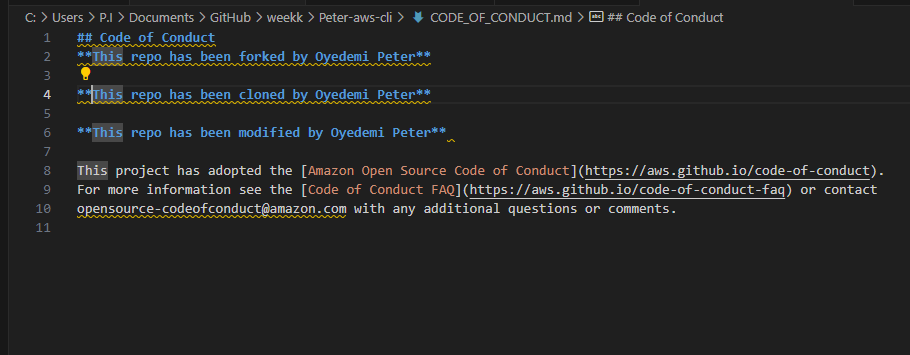 C: > Users > P.I > Documents > GitHub > weekk > Peter-aws-cli > CODE_OF_CONDUCT.md > abc ## Code of Conduct
1 ## Code of Conduct
2 **This repo has been forked by Oyedemi Peter**
3
4 **This repo has been cloned by Oyedemi Peter**
5
6 **This repo has been modified by Oyedemi Peter**
7
8 This project has adopted the [Amazon Open Source Code of Conduct](https://aws.github.io/code-of-conduct).
9 For more information see the [Code of Conduct FAQ](https://aws.github.io/code-of-conduct-faq) or contact
10 opensource-codeofconduct@amazon.com with any additional questions or comments.
11